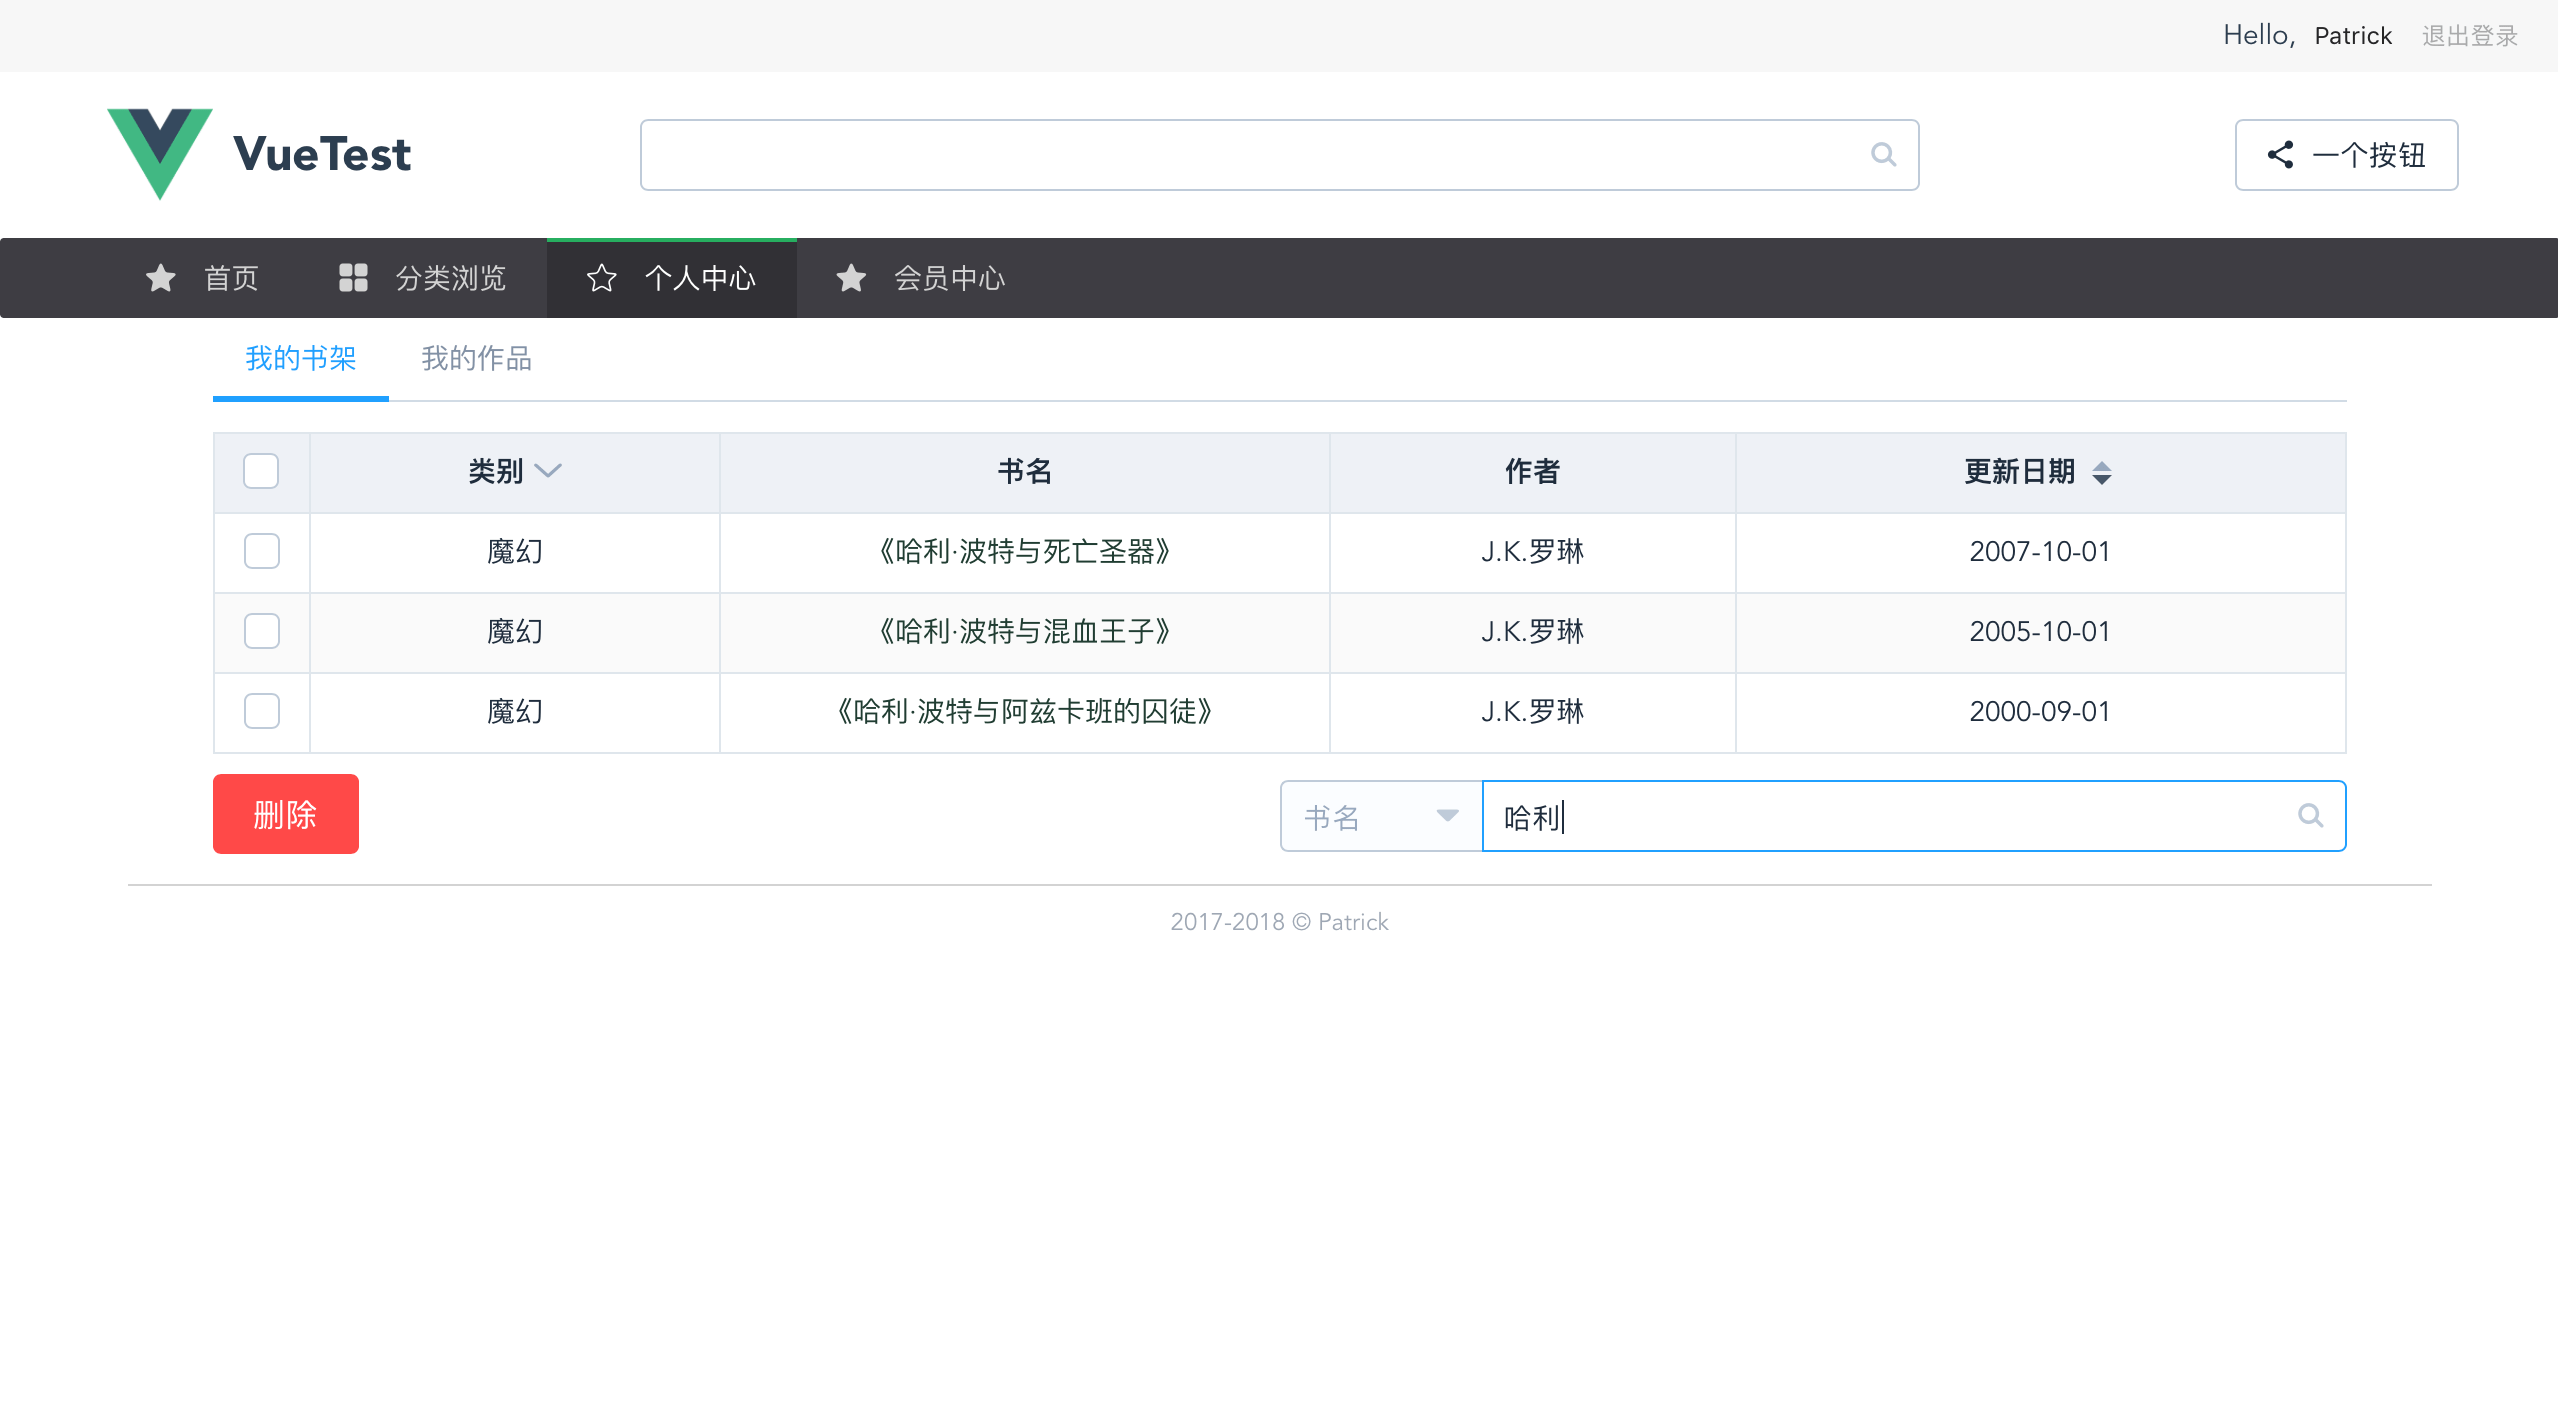 Hello, Patrick 退出登录
VueTest
一个按钮
首页 分类浏览 个人中心 会员中心
我的书架 我的作品
类别 书名 作者 更新日期
魔幻 《哈利·波特与死亡圣器》 J.K.罗琳 2007-10-01
魔幻 《哈利·波特与混血王子》 J.K.罗琳 2005-10-01
魔幻 《哈利·波特与阿兹卡班的囚徒》 J.K.罗琳 2000-09-01
删除 书名 哈利
2017-2018 © Patrick